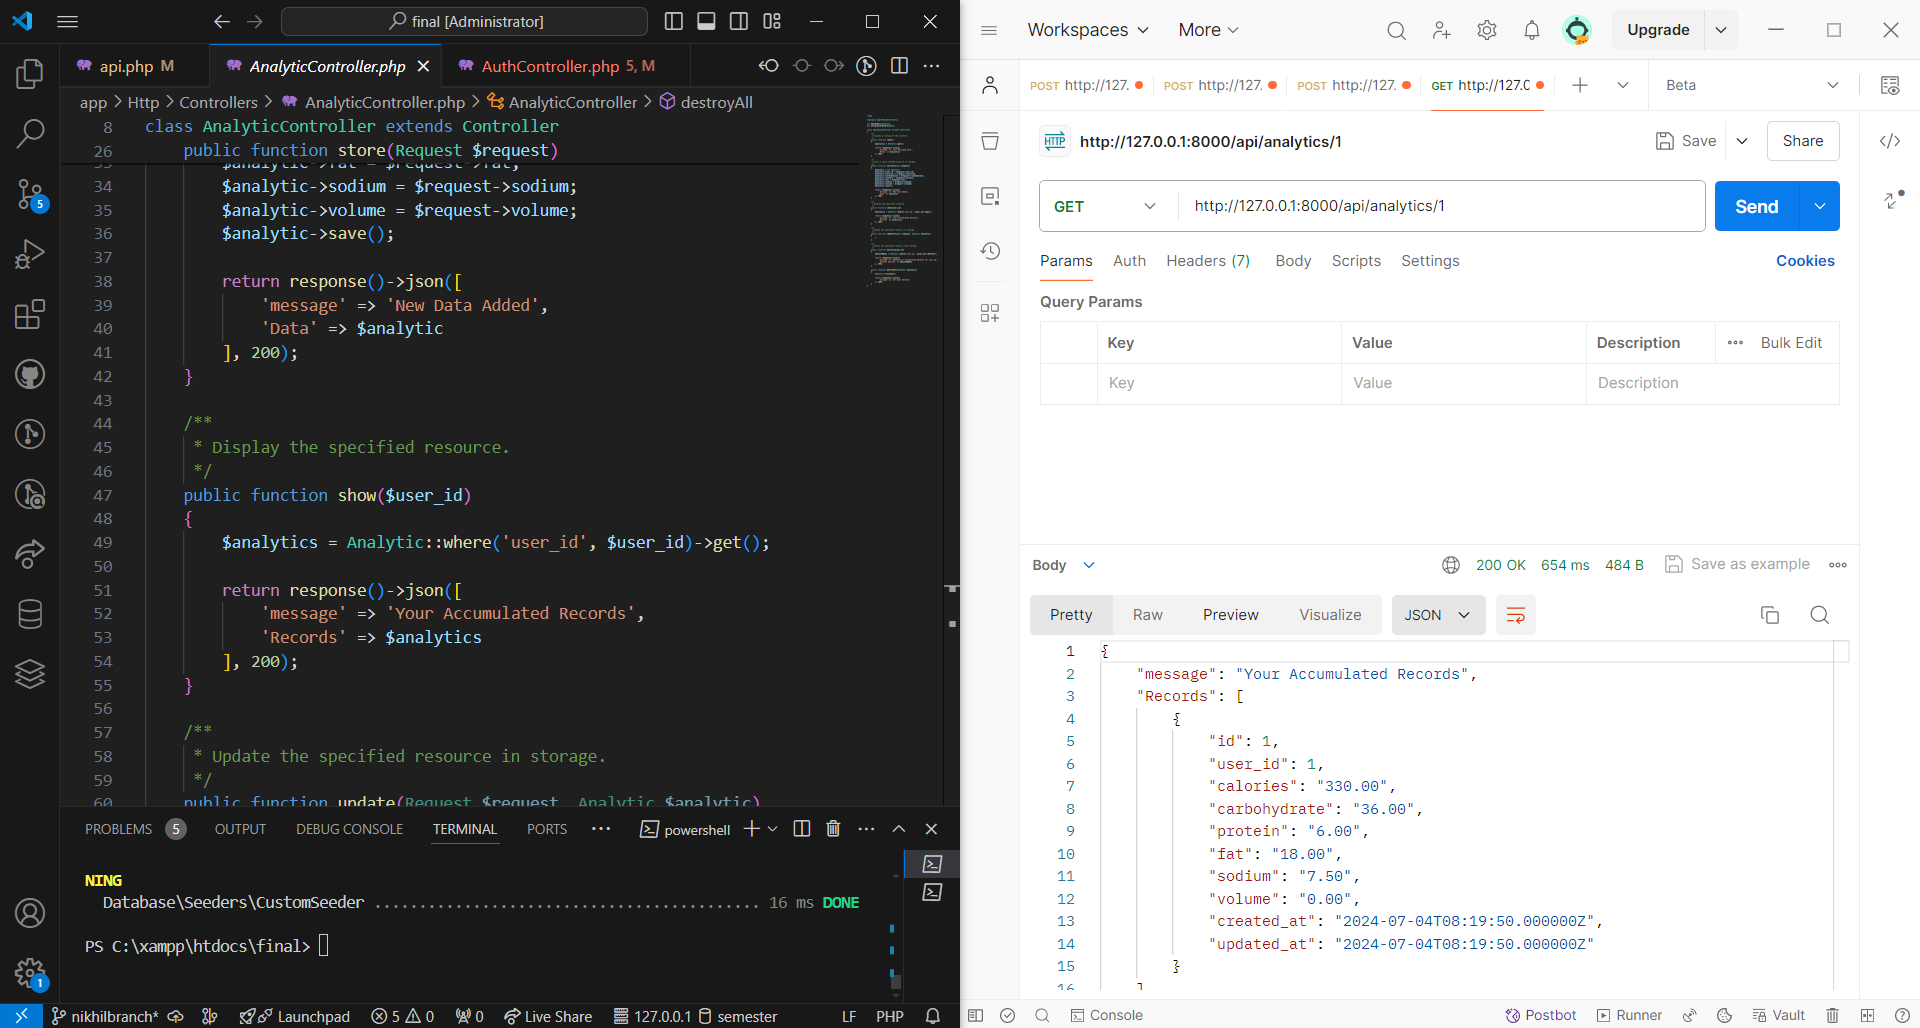 final [Administrator]
api.php M
AnalyticController.php
AuthController.php 5, M
app > Http > Controllers > AnalyticController.php > AnalyticController > destroyAll
8 class AnalyticController extends Controller
26 public function store(Request $request)
34 $analytic->sodium = $request->sodium;
35 $analytic->volume = $request->volume;
36 $analytic->save();
37
38 return response()->json([
39 'message' => 'New Data Added',
40 'Data' => $analytic
41 ], 200);
42 }
43
44 /**
45 * Display the specified resource.
46 */
47 public function show($user_id)
48 {
49 $analytics = Analytic::where('user_id', $user_id)->get();
50
51 return response()->json([
52 'message' => 'Your Accumulated Records',
53 'Records' => $analytics
54 ], 200);
55 }
56
57 /**
58 * Update the specified resource in storage.
59 */
60 public function update(Request $request, Analytic $analytic)
PROBLEMS 5 OUTPUT DEBUG CONSOLE TERMINAL PORTS ··· powershell
NING
Database\Seeders\CustomSeeder ........................................ 16 ms DONE
PS C:\xampp\htdocs\final>
5
1
nikhilbranch* Launchpad 5 0 0 Live Share 127.0.0.1 semester LF PHP
Workspaces More Upgrade
POST http://127. POST http://127. POST http://127. GET http://127.0 Beta
HTTP http://127.0.0.1:8000/api/analytics/1 Save Share
GET http://127.0.0.1:8000/api/analytics/1 Send
Params Auth Headers (7) Body Scripts Settings Cookies
Query Params
Key Value Description ··· Bulk Edit
Key Value Description
Body 200 OK 654 ms 484 B Save as example
Pretty Raw Preview Visualize JSON
1 {
2 "message": "Your Accumulated Records",
3 "Records": [
4 {
5 "id": 1,
6 "user_id": 1,
7 "calories": "330.00",
8 "carbohydrate": "36.00",
9 "protein": "6.00",
10 "fat": "18.00",
11 "sodium": "7.50",
12 "volume": "0.00",
13 "created_at": "2024-07-04T08:19:50.000000Z",
14 "updated_at": "2024-07-04T08:19:50.000000Z"
15 }
16 ]
Console Postbot Runner Vault